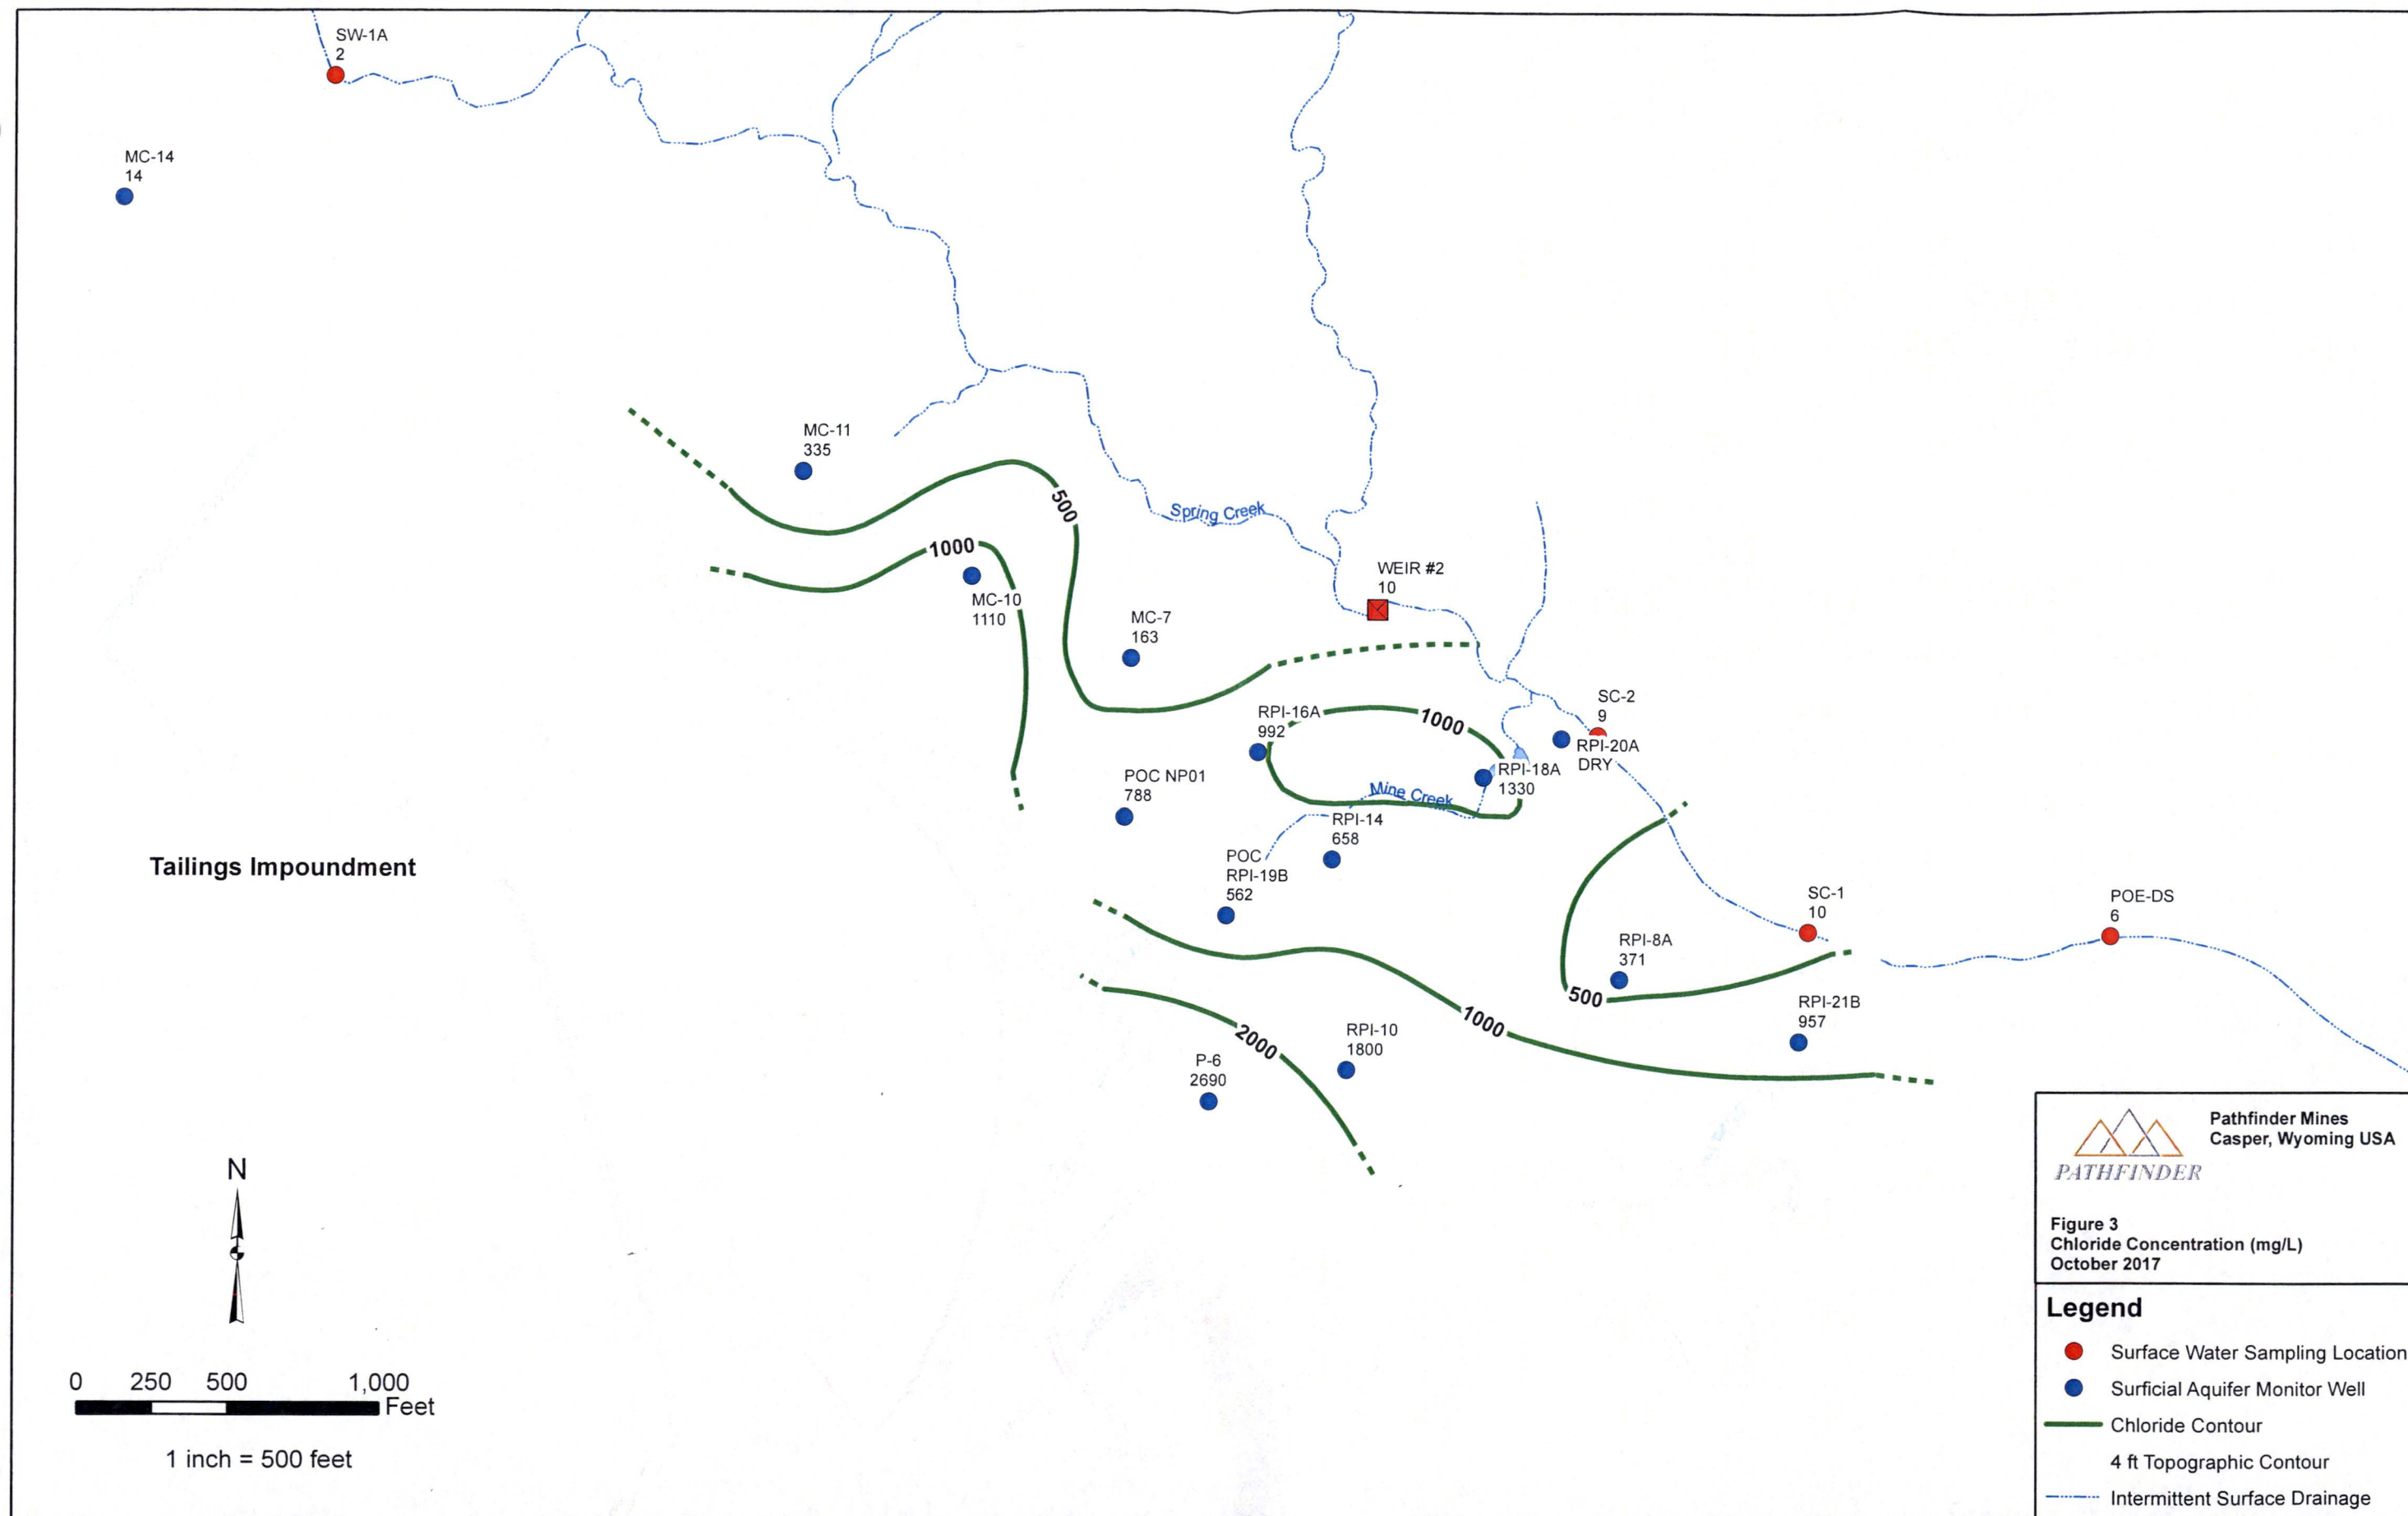 SW-1A
2
MC-14
14
MC-11
335
500
Spring Creek
1000
MC-10
1110
WEIR #2
10
MC-7
163
SC-2
9
RPI-16A
992
1000
RPI-20A
DRY
RPI-18A
1330
POC NP01
788
Mine Creek
RPI-14
658
POC
RPI-19B
562
Tailings Impoundment
SC-1
10
POE-DS
6
RPI-8A
371
500
RPI-21B
957
1000
2000
RPI-10
1800
P-6
2690
N
0 250 500 1,000
Feet
1 inch = 500 feet
Pathfinder Mines
Casper, Wyoming USA
PATHFINDER
Figure 3
Chloride Concentration (mg/L)
October 2017
Legend
Surface Water Sampling Location
Surficial Aquifer Monitor Well
Chloride Contour
4 ft Topographic Contour
Intermittent Surface Drainage